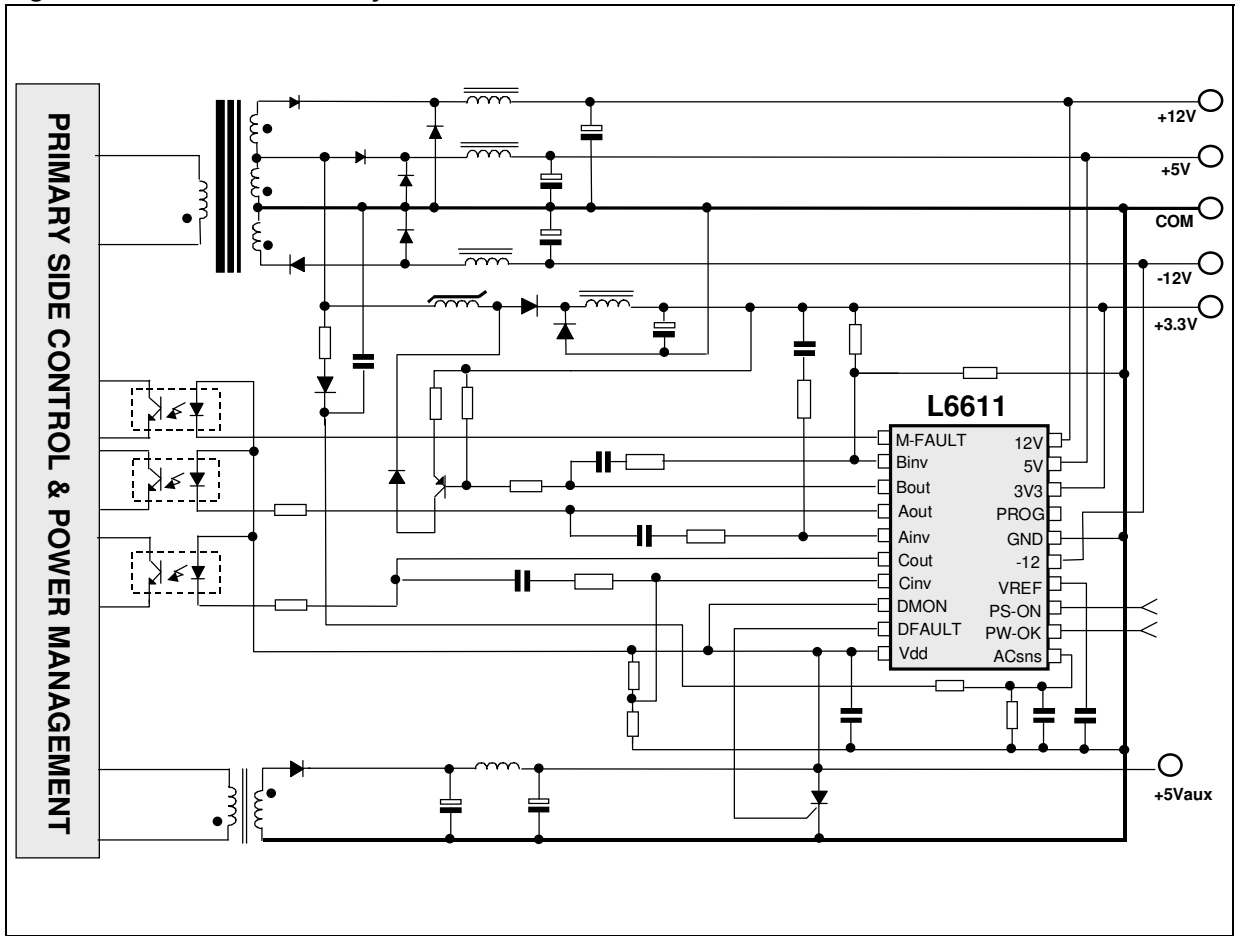 PRIMARY SIDE CONTROL & POWER MANAGEMENT
+12V
+5V
COM
-12V
+3.3V
L6611
M-FAULT
Binv
Bout
Aout
Ainv
Cout
Cinv
DMON
DFAULT
Vdd
12V
5V
3V3
PROG
GND
-12
VREF
PS-ON
PW-OK
ACsns
+5Vaux